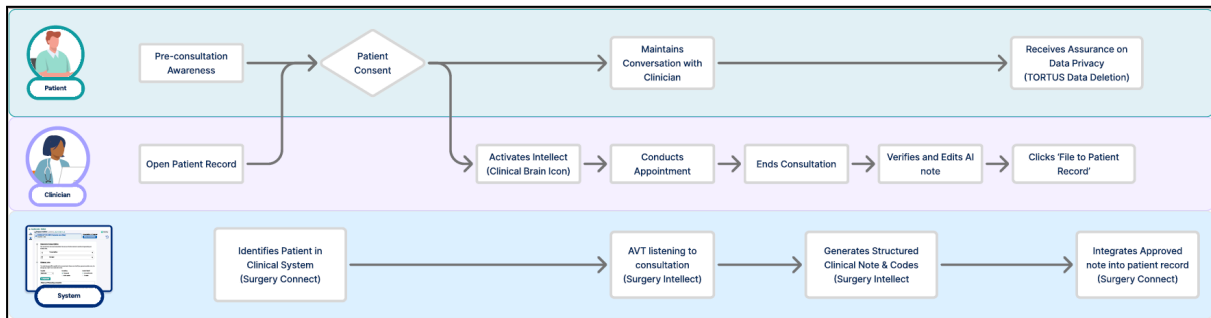 Patient
Pre-consultation
Awareness
Patient
Consent
Maintains
Conversation with
Clinician
Receives Assurance on
Data Privacy
(TORTUS Data Deletion)
Clinician
Open Patient Record
Activates Intellect
(Clinical Brain Icon)
Conducts
Appointment
Ends Consultation
Verifies and Edits AI
note
Clicks 'File to Patient
Record'
System
Identifies Patient in
Clinical System
(Surgery Connect)
AVT listening to
consultation
(Surgery Intellect)
Generates Structured
Clinical Note & Codes
(Surgery Intellect
Integrates Approved
note into patient record
(Surgery Connect)